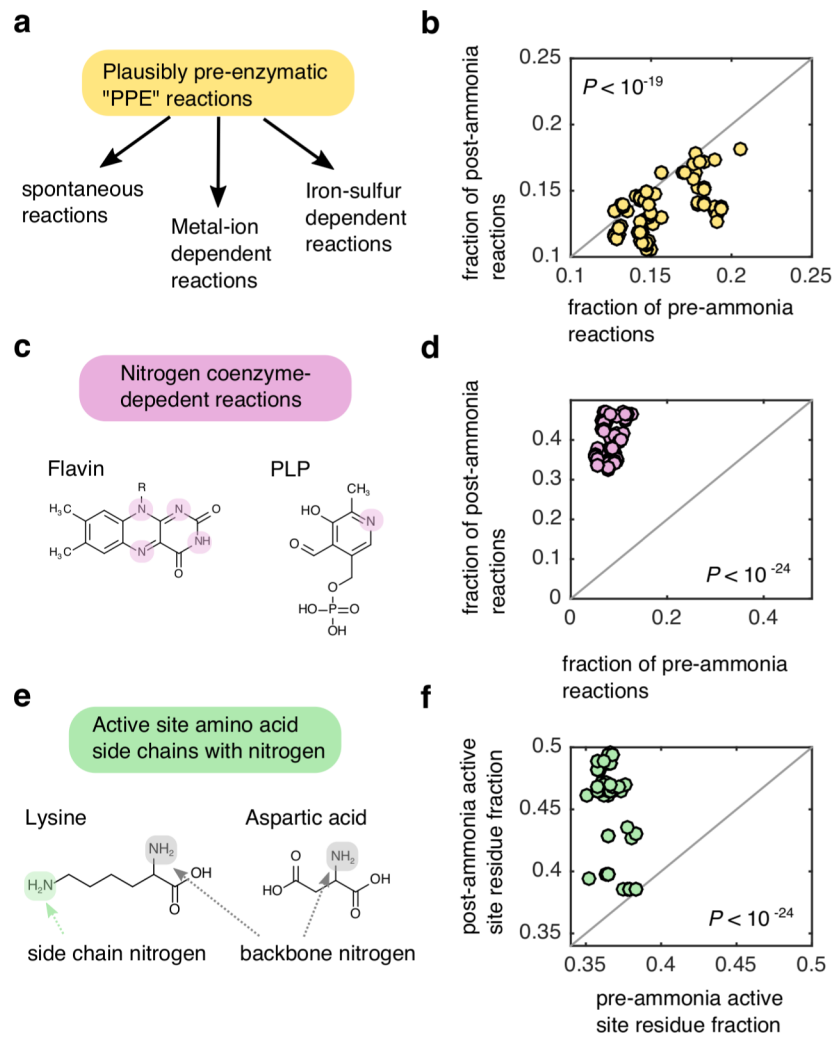 a
Plausibly pre-enzymatic
"PPE" reactions
spontaneous
reactions
Metal-ion
dependent
reactions
Iron-sulfur
dependent
reactions
b
fraction of post-ammonia
reactions
0.25
0.2
0.15
0.1
P < 10-19
0.1 0.15 0.2 0.25
fraction of pre-ammonia
reactions
c
Nitrogen coenzyme-
depedent reactions
Flavin
R
H3C
H3C
N
N
N
NH
O
O
PLP
CH3
HO
N
O
O
HO
P
O
OH
d
fraction of post-ammonia
reactions
0.4
0.3
0.2
0.1
0
P < 10 -24
0 0.2 0.4
fraction of pre-ammonia
reactions
e
Active site amino acid
side chains with nitrogen
Lysine
NH2
H2N
OH
O
Aspartic acid
O
NH2
HO
OH
O
side chain nitrogen
backbone nitrogen
f
post-ammonia active
site residue fraction
0.5
0.45
0.4
0.35
P < 10 -24
0.35 0.4 0.45 0.5
pre-ammonia active
site residue fraction